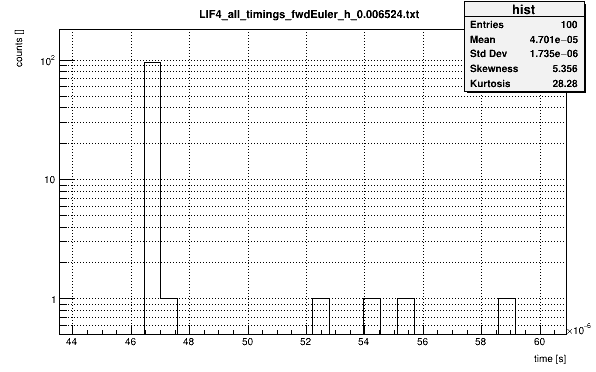 LIF4_all_timings_fwdEuler_h_0.006524.txt
hist
Entries 100
Mean 4.701e−05
Std Dev 1.735e−06
Skewness 5.356
Kurtosis 28.28
counts []
10²
10
1
44 46 48 50 52 54 56 58 60
×10⁻⁶
time [s]